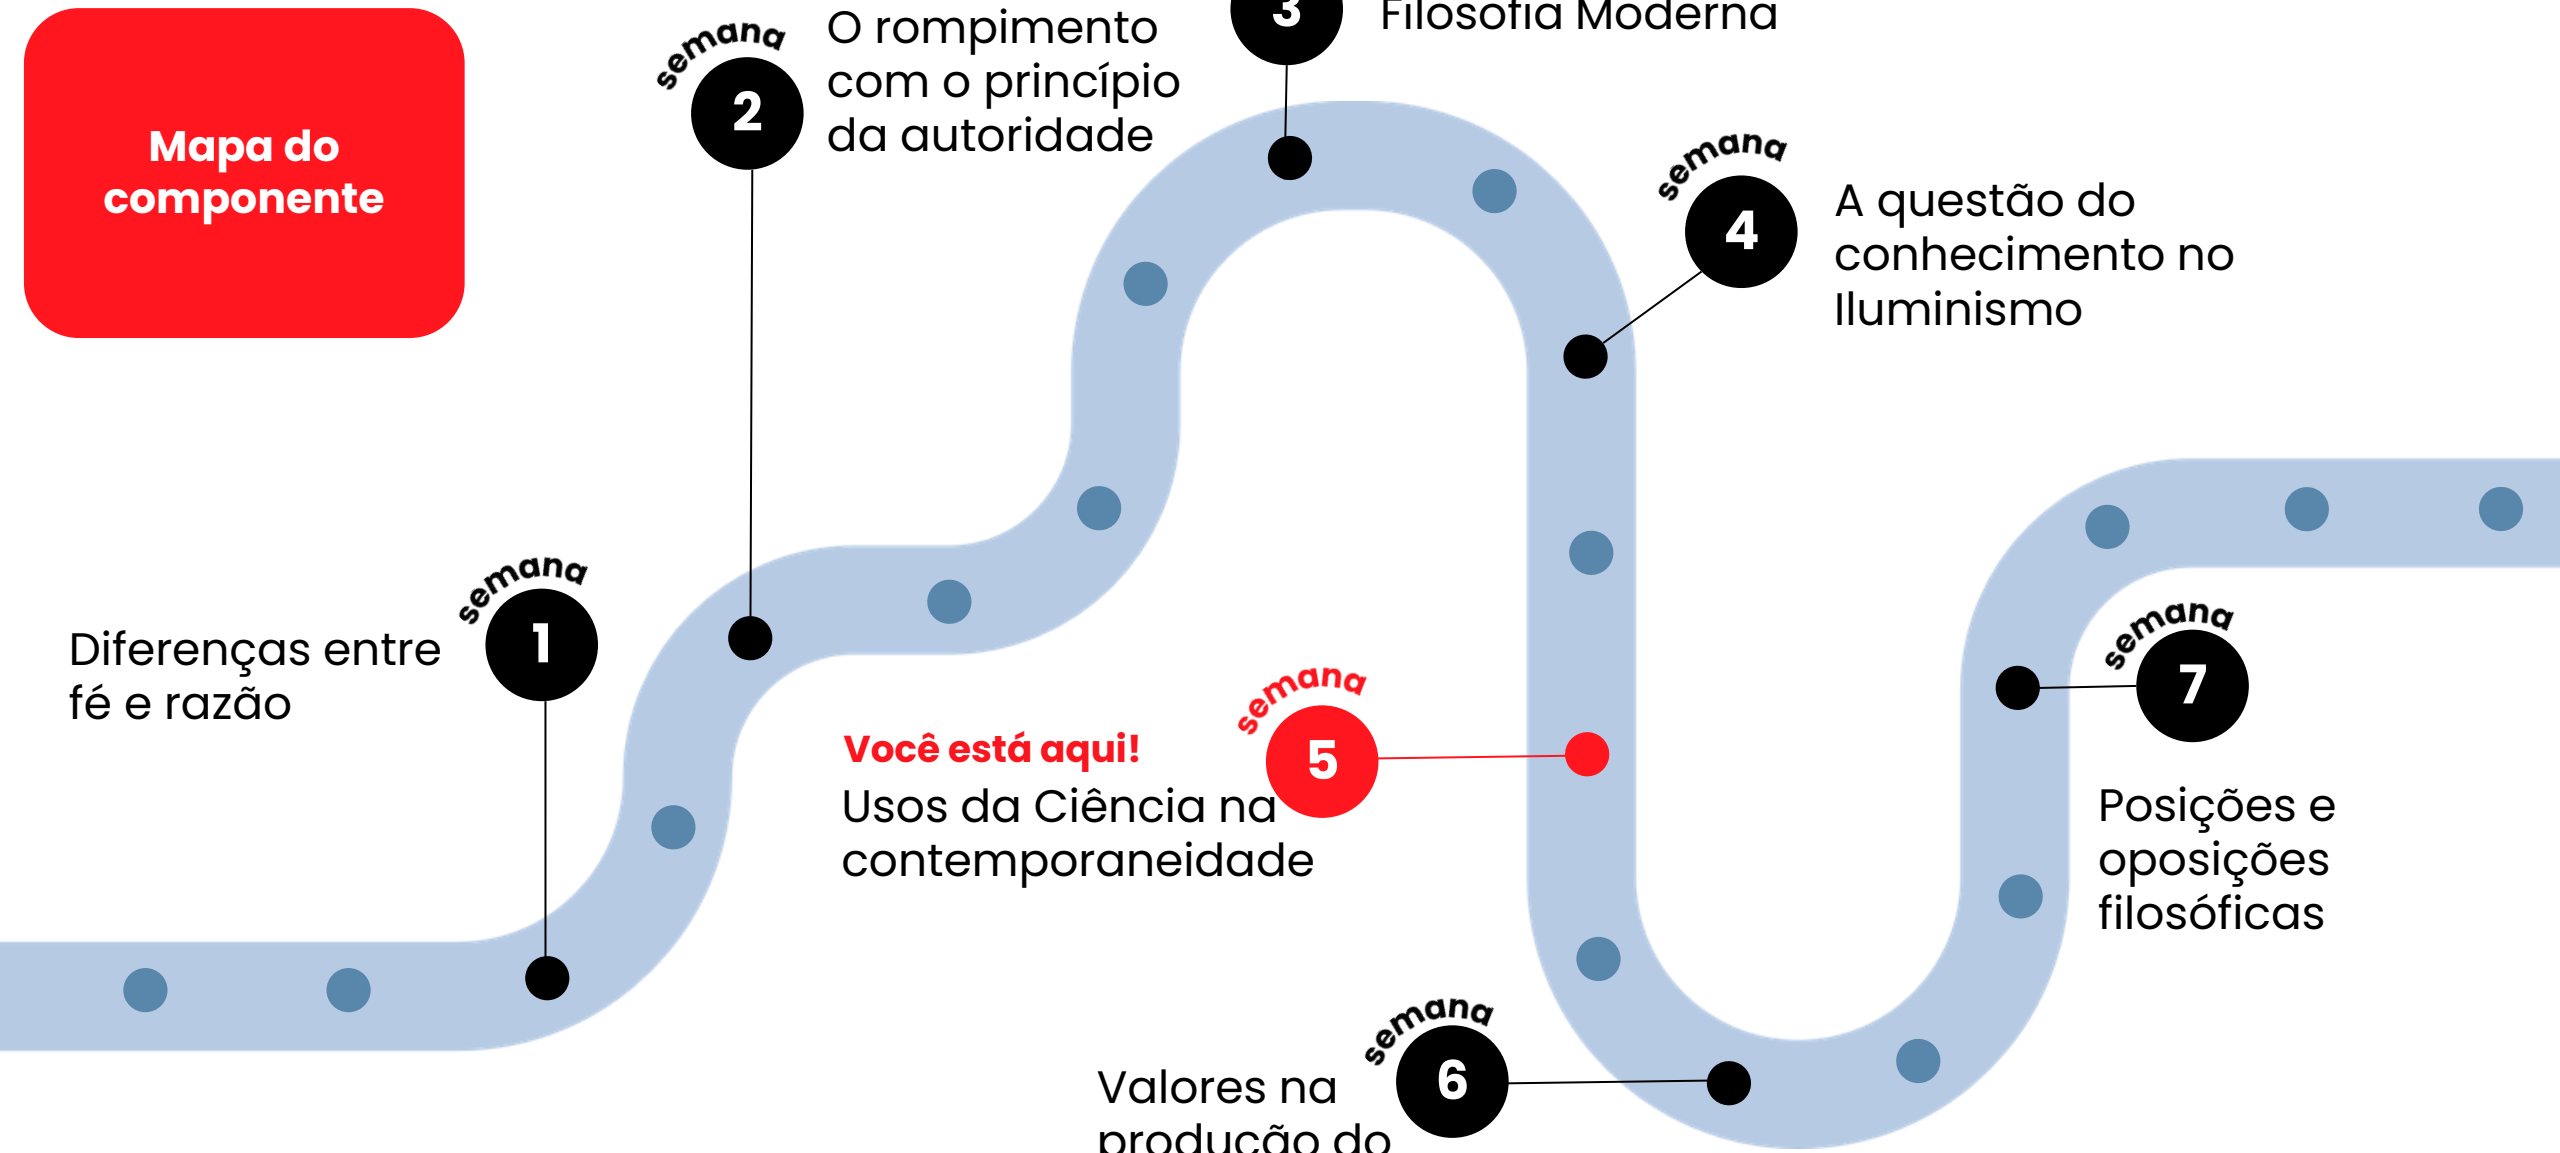 Mapa do
componente
semana
1
Diferenças entre
fé e razão
semana
2
O rompimento
com o princípio
da autoridade
3
Filosofia Moderna
semana
4
A questão do
conhecimento no
Iluminismo
semana
5
Você está aqui!
Usos da Ciência na
contemporaneidade
semana
6
Valores na
produção do
semana
7
Posições e
oposições
filosóficas